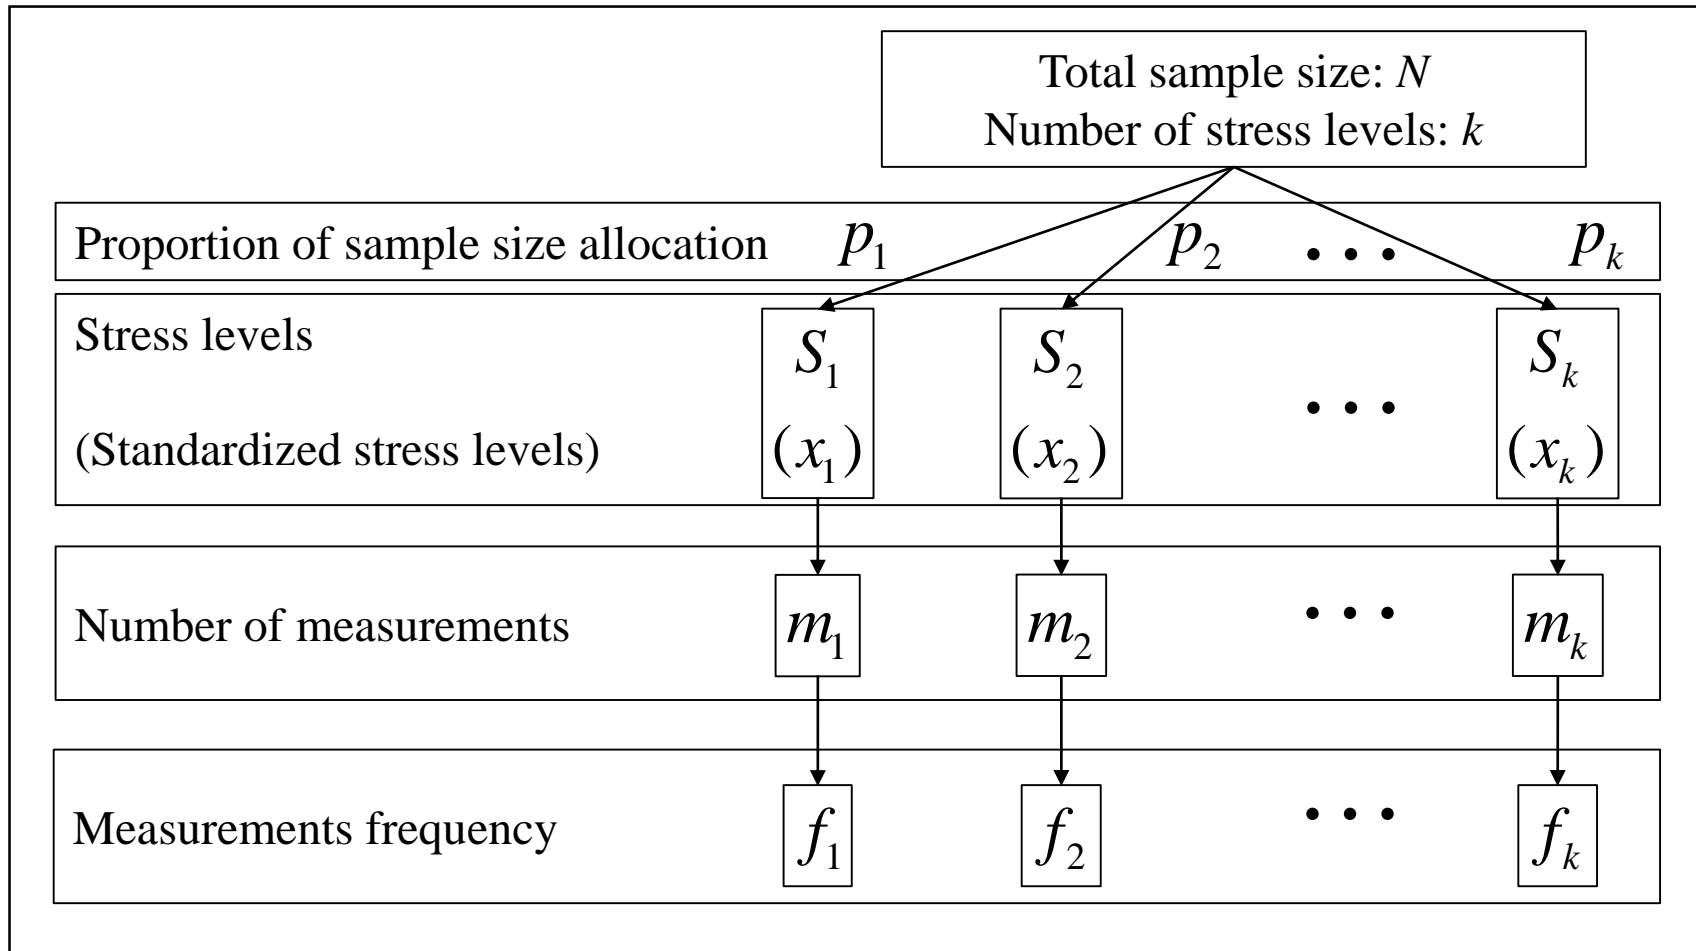 Total sample size: N
Number of stress levels: k
Proportion of sample size allocation p₁ p₂ • • • pₖ
Stress levels S₁ S₂ Sₖ
• • •
(Standardized stress levels) (x₁) (x₂) (xₖ)
Number of measurements m₁ m₂ • • • mₖ
Measurements frequency f₁ f₂ • • • fₖ